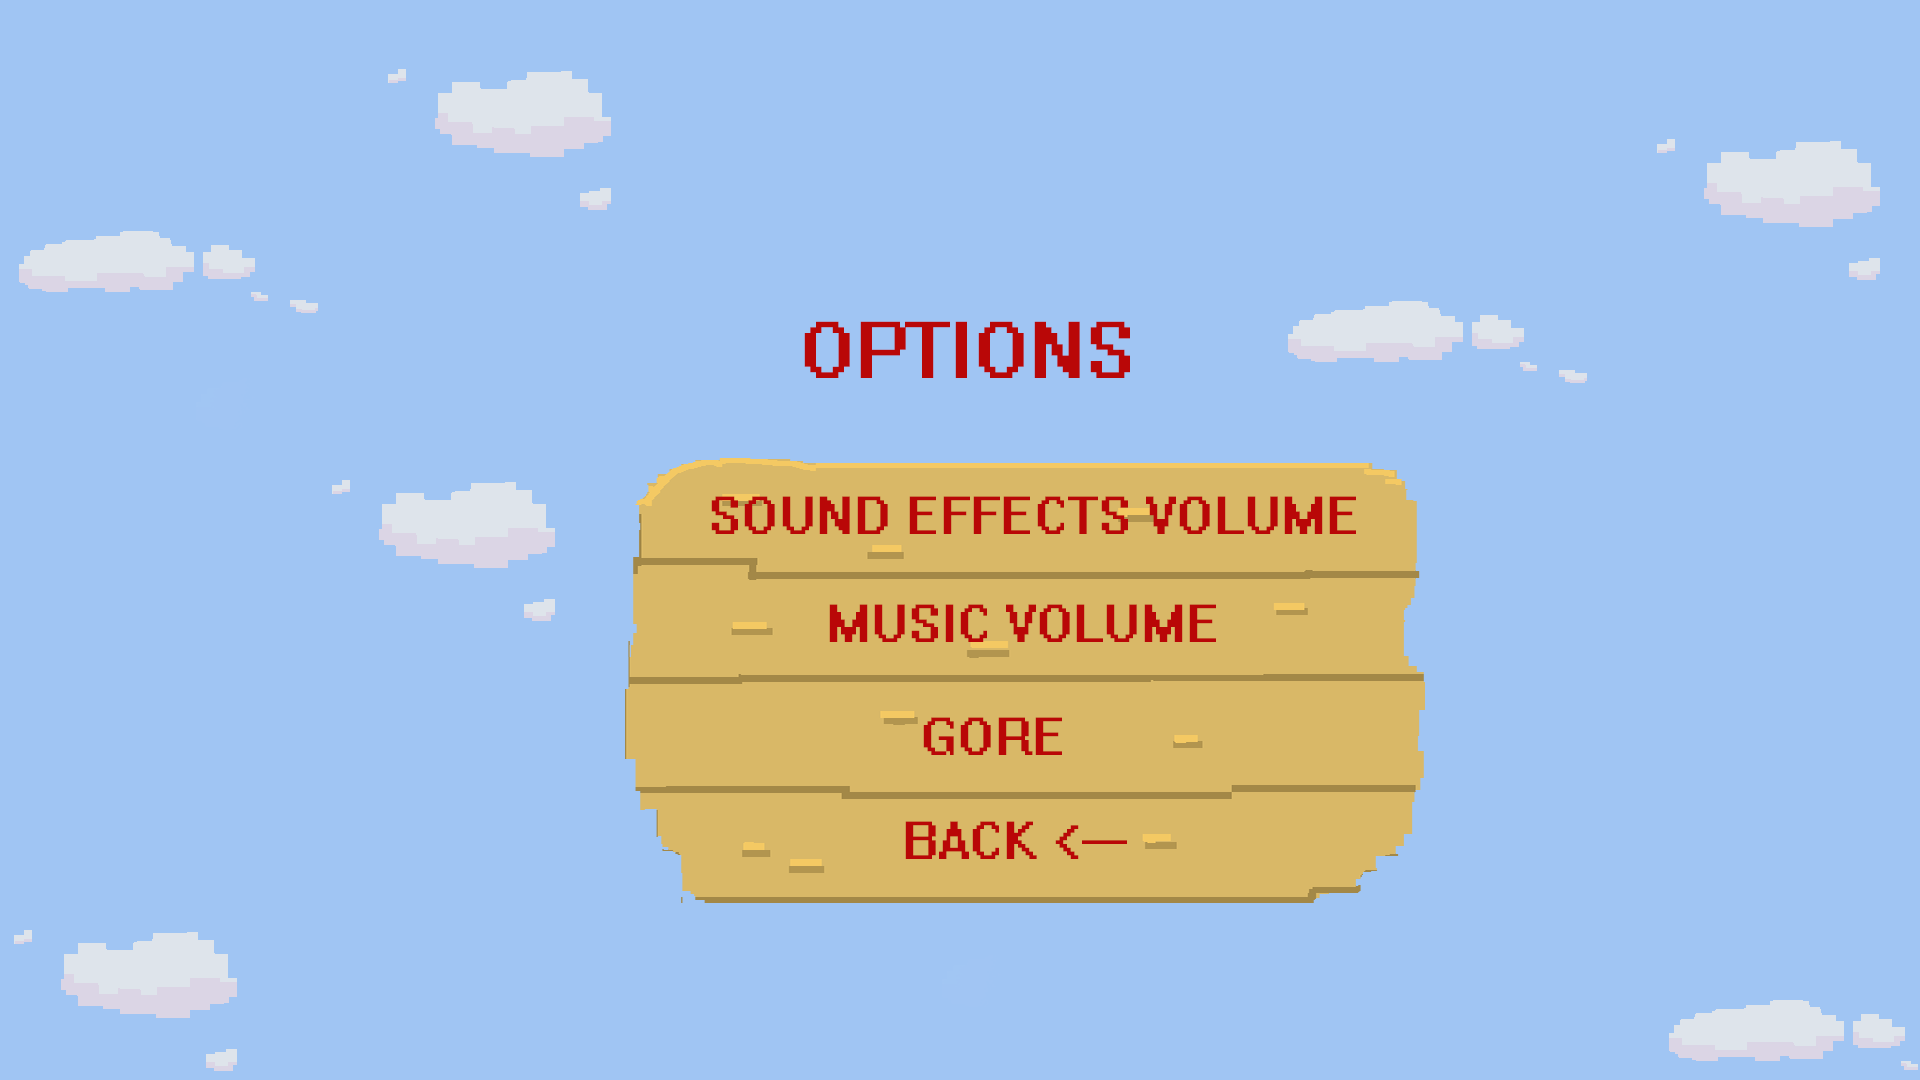 OPTIONS
SOUND EFFECTS VOLUME
MUSIC VOLUME
GORE
BACK <—